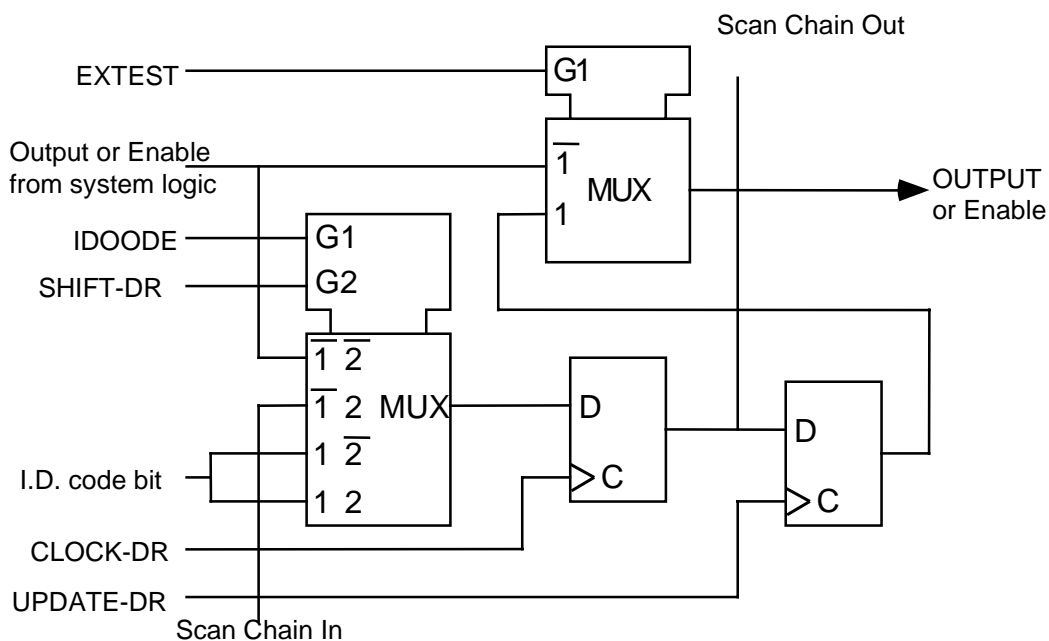 Scan Chain Out
EXTEST
G1
Output or Enable
from system logic
1̅
MUX
1
OUTPUT
or Enable
IDOODE
G1
SHIFT-DR
G2
1̅ 2̅
1̅ 2 MUX
1 2̅
1 2
D
C
D
C
I.D. code bit
CLOCK-DR
UPDATE-DR
Scan Chain In